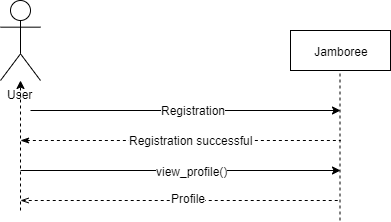 Jamboree
User
Registration
Registration successful
view_profile()
Profile